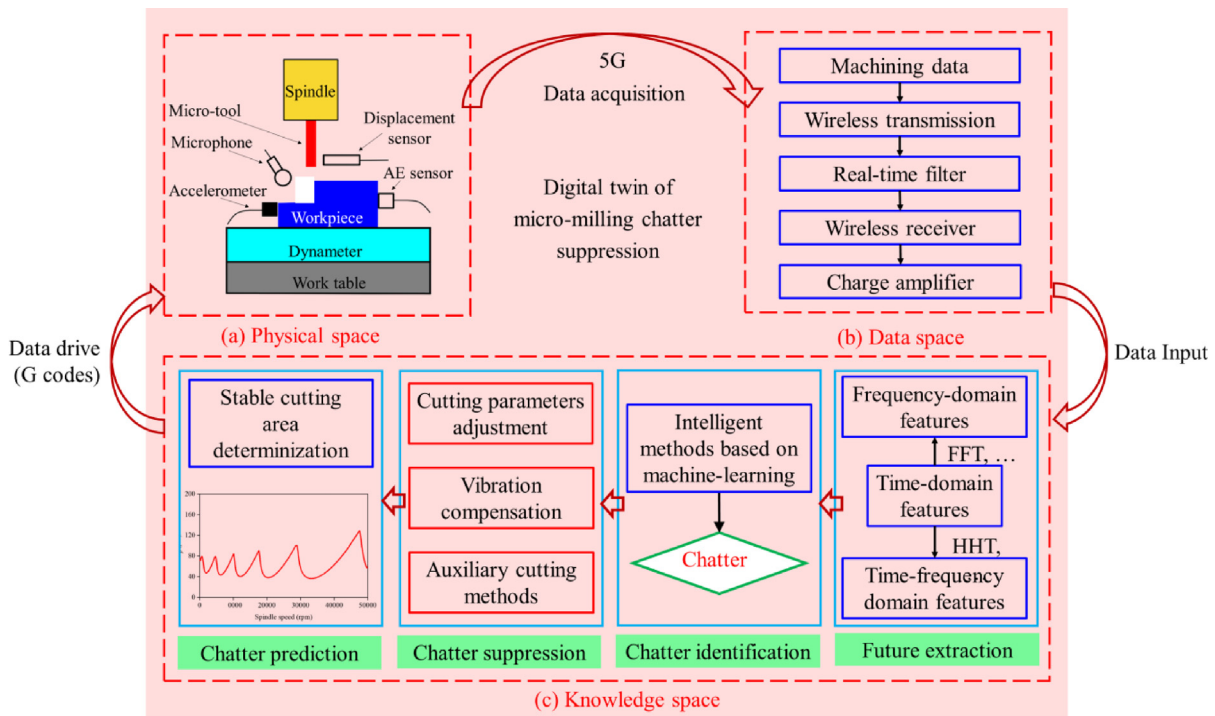 Spindle
Micro-tool
Microphone
Displacement
sensor
Accelerometer
AE sensor
Workpiece
Dynameter
Work table
(a) Physical space
5G
Data acquisition
Digital twin of
micro-milling chatter
suppression
Machining data
Wireless transmission
Real-time filter
Wireless receiver
Charge amplifier
(b) Data space
Data drive
(G codes)
Data Input
Stable cutting
area
determinization
200
160
120
80
40
0
0
0000
20000
30000
40000
50000
Spindle speed (rpm)
Chatter prediction
Cutting parameters
adjustment
Vibration
compensation
Auxiliary cutting
methods
Chatter suppression
Intelligent
methods based on
machine-learning
Chatter
Chatter identification
Frequency-domain
features
FFT, …
Time-domain
features
HHT,
Time-frequency
domain features
Future extraction
(c) Knowledge space